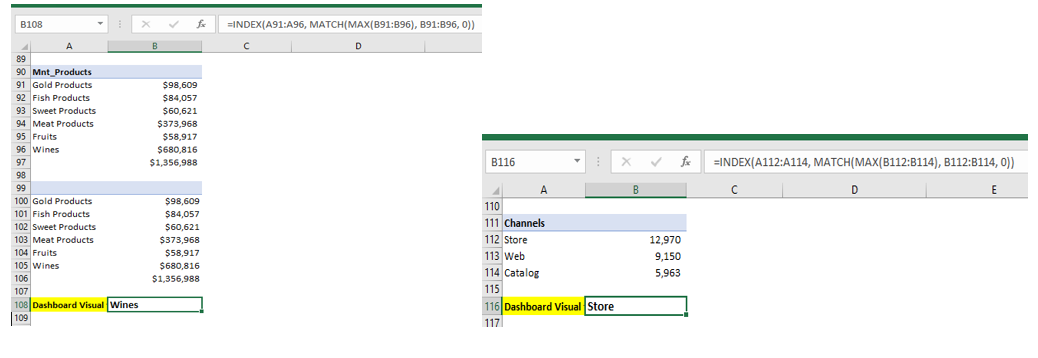 B108 fx =INDEX(A91:A96, MATCH(MAX(B91:B96), B91:B96, 0))
A B C D
89
90 Mnt_Products
91 Gold Products $98,609
92 Fish Products $84,057
93 Sweet Products $60,621
94 Meat Products $373,968
95 Fruits $58,917
96 Wines $680,816
97 $1,356,988
98
99
100 Gold Products $98,609
101 Fish Products $84,057
102 Sweet Products $60,621
103 Meat Products $373,968
104 Fruits $58,917
105 Wines $680,816
106 $1,356,988
107
108 Dashboard Visual Wines
109
B116 fx =INDEX(A112:A114, MATCH(MAX(B112:B114), B112:B114, 0))
A B C D E
110
111 Channels
112 Store 12,970
113 Web 9,150
114 Catalog 5,963
115
116 Dashboard Visual Store
117